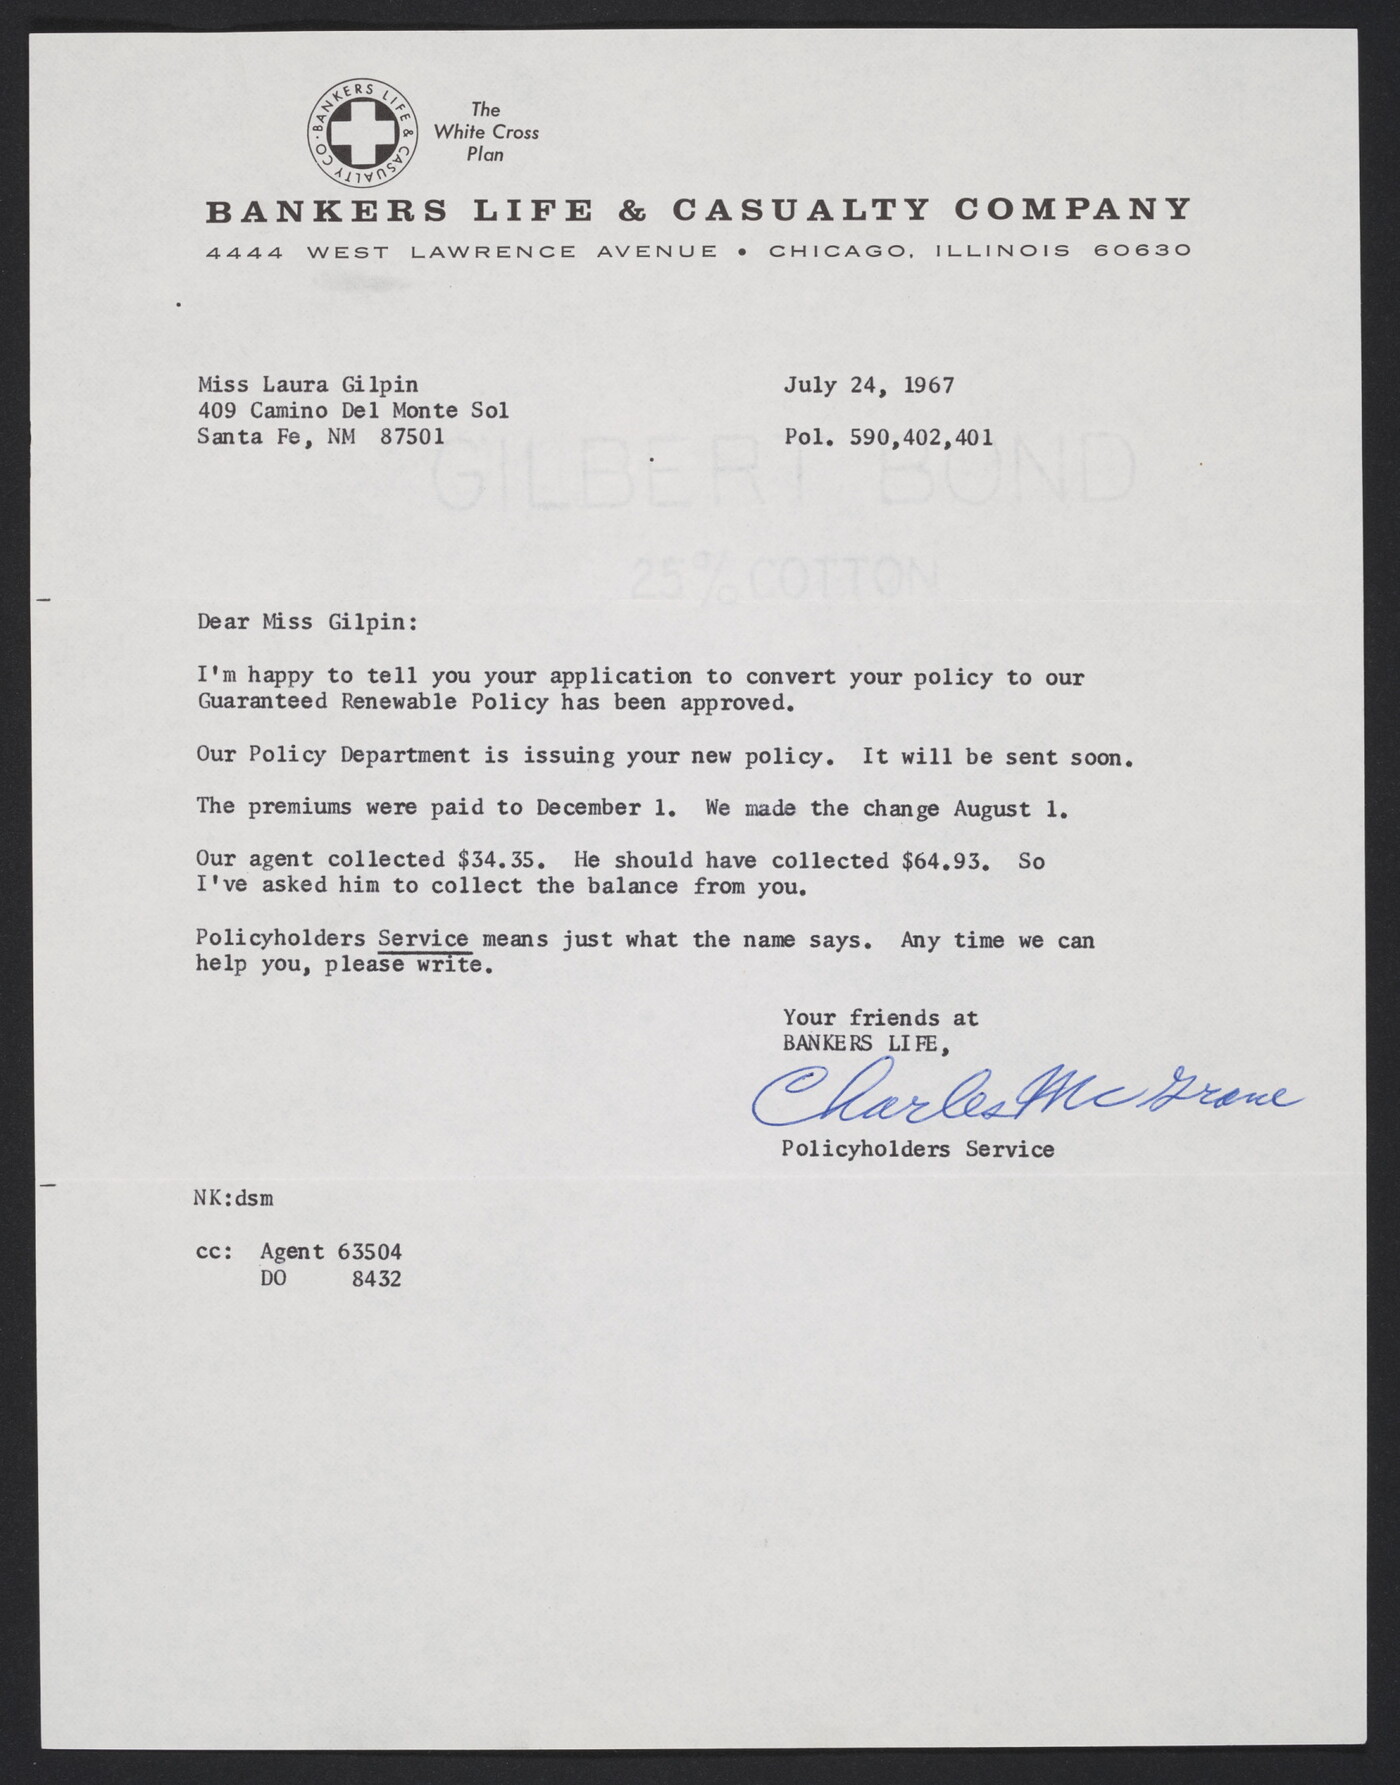 BANKERS LIFE & CASUALTY CO.
The
White Cross
Plan
BANKERS LIFE & CASUALTY COMPANY
4444 WEST LAWRENCE AVENUE • CHICAGO, ILLINOIS 60630
Miss Laura Gilpin
409 Camino Del Monte Sol
Santa Fe, NM 87501
July 24, 1967
Pol. 590,402,401
GILBERT BOND
25% COTTON
Dear Miss Gilpin:
I'm happy to tell you your application to convert your policy to our
Guaranteed Renewable Policy has been approved.
Our Policy Department is issuing your new policy. It will be sent soon.
The premiums were paid to December 1. We made the change August 1.
Our agent collected $34.35. He should have collected $64.93. So
I've asked him to collect the balance from you.
Policyholders Service means just what the name says. Any time we can
help you, please write.
Your friends at
BANKERS LIFE,
Charles McGrane
Policyholders Service
NK:dsm
cc: Agent 63504
DO 8432